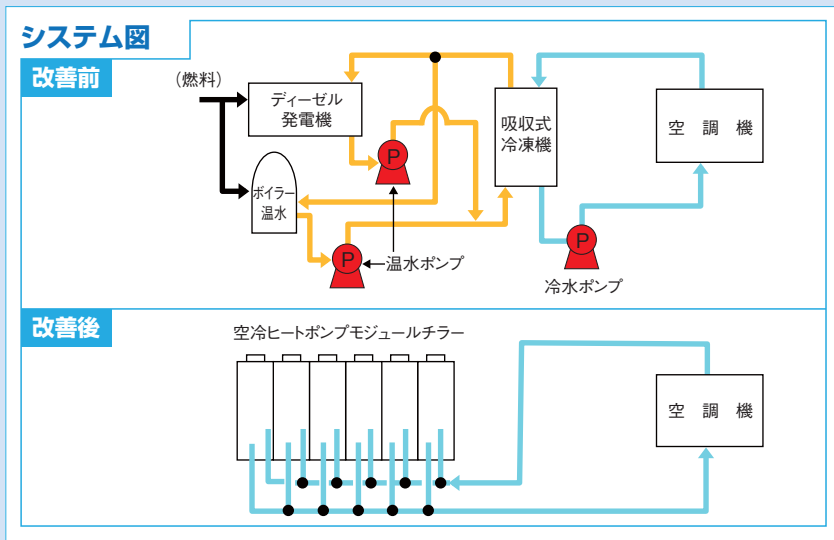 システム図
改善前
（燃料）
ディーゼル
発電機
P
吸収式
冷凍機
空　調　機
ボイラー
温水
P
温水ポンプ
P
冷水ポンプ
改善後
空冷ヒートポンプモジュールチラー
空　調　機